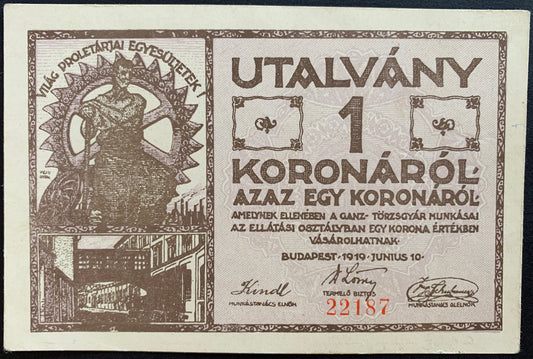 VILÁG PROLETÁRJAI EGYESÜLJETEK!
UTALVÁNY
1
KORONÁRÓL
AZAZ EGY KORONÁRÓL
AMELYNEK ELLENÉBEN A GANZ- TÖRZSGYÁR MUNKÁSAI
AZ ELLÁTÁSI OSZTÁLYBAN EGY KORONA ÉRTÉKBEN
VÁSÁROLHATNAK.
BUDAPEST • 1919 • JUNIUS 10 •
Kindl
MUNKÁSTANÁCS ELNÖK
TERMELŐ BIZTOS
MUNKÁSTANÁCS ALELNÖK
22187